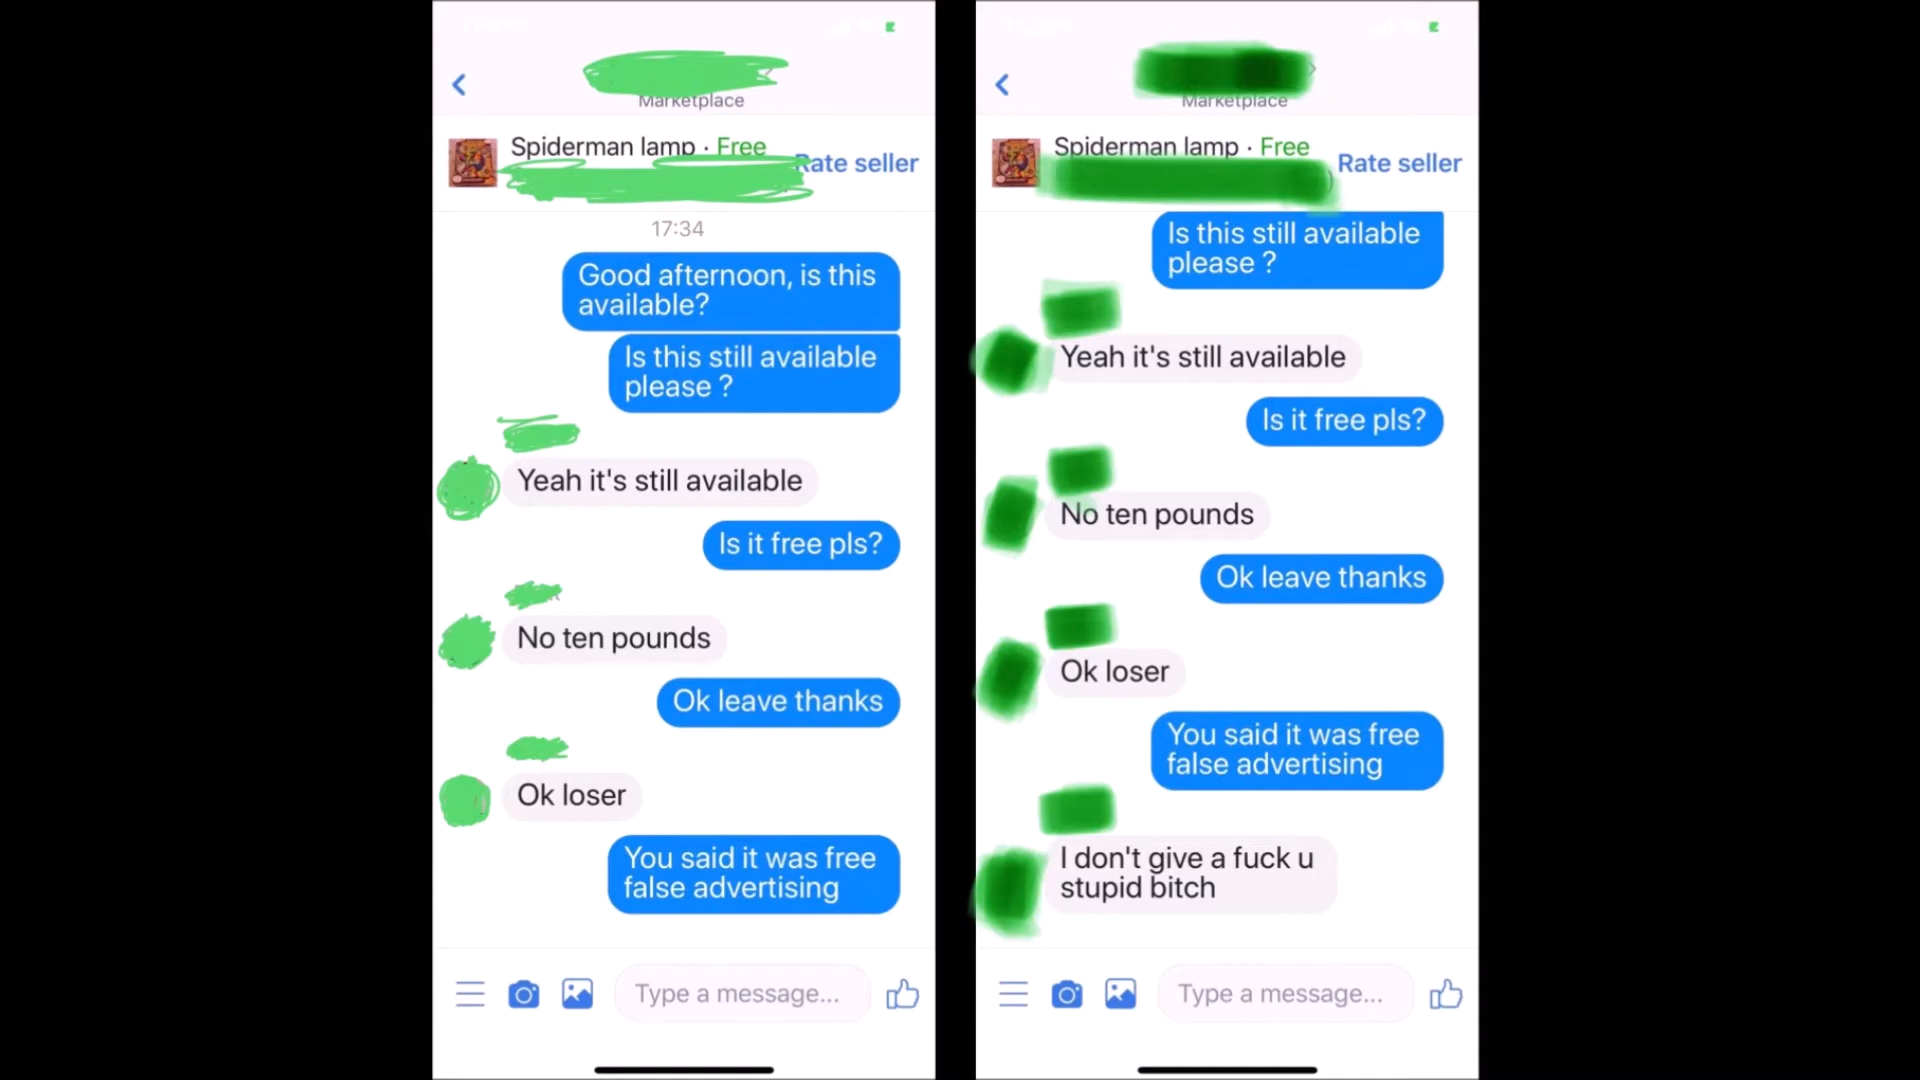 Marketplace
Spiderman lamp · Free
Rate seller
17:34
Good afternoon, is this
available?
Is this still available
please ?
Yeah it's still available
Is it free pls?
No ten pounds
Ok leave thanks
Ok loser
You said it was free
false advertising
Type a message...
Marketplace
Spiderman lamp · Free
Rate seller
Is this still available
please ?
Yeah it's still available
Is it free pls?
No ten pounds
Ok leave thanks
Ok loser
You said it was free
false advertising
I don't give a fuck u
stupid bitch
Type a message...